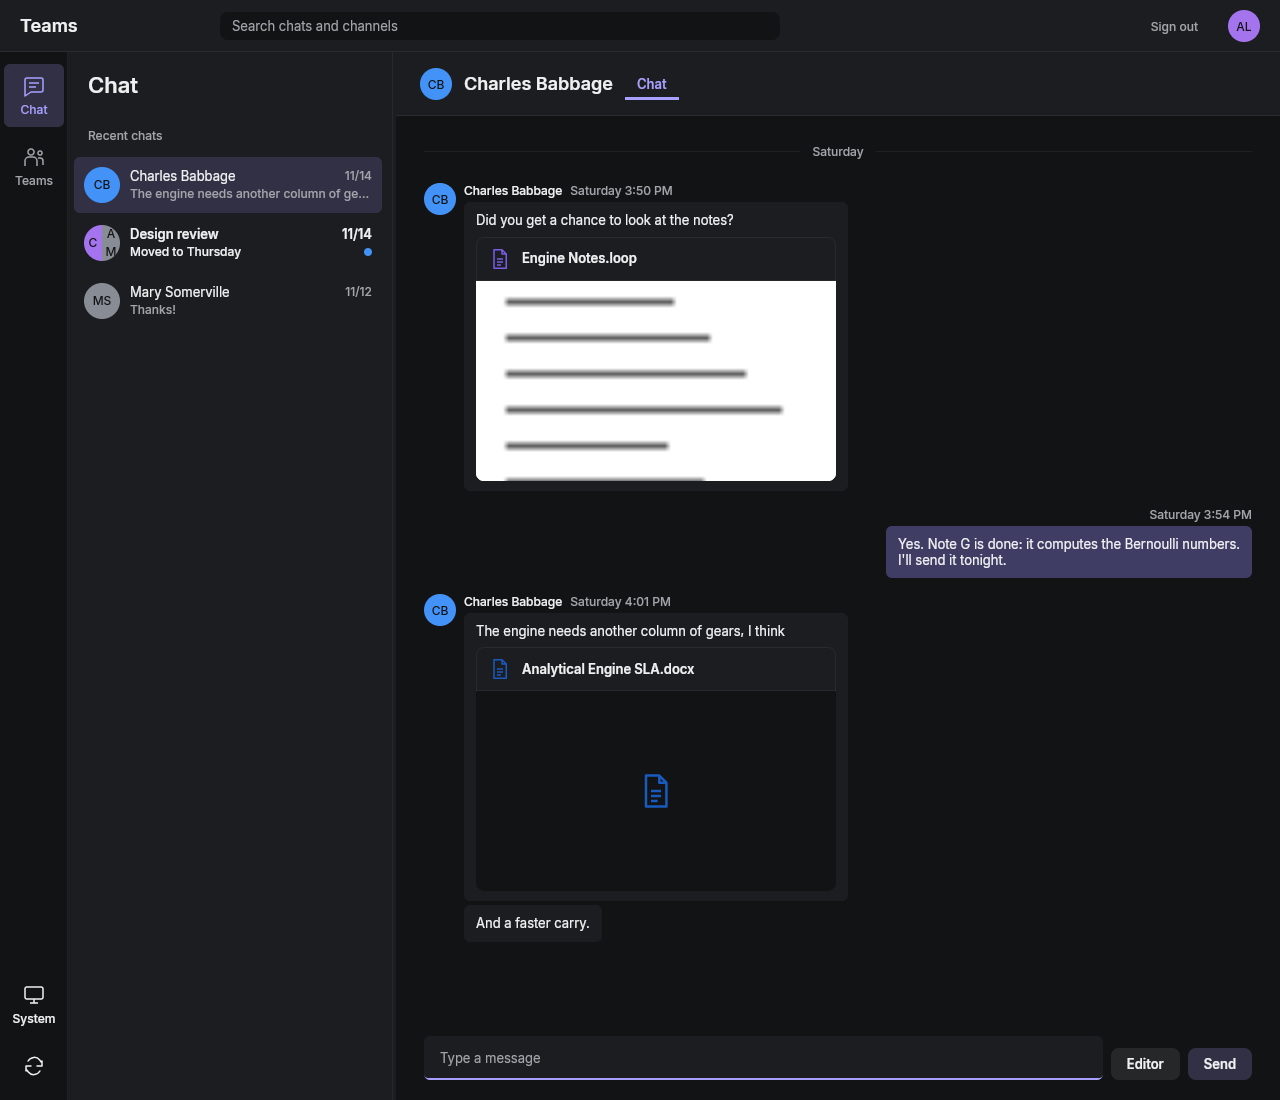 Teams
Search chats and channels
Sign out
AL
Chat
Teams
System
Chat
Recent chats
CB
Charles Babbage
11/14
The engine needs another column of ge...
C
A
M
Design review
11/14
Moved to Thursday
MS
Mary Somerville
11/12
Thanks!
CB
Charles Babbage
Chat
Saturday
CB
Charles Babbage Saturday 3:50 PM
Did you get a chance to look at the notes?
Engine Notes.loop
Saturday 3:54 PM
Yes. Note G is done: it computes the Bernoulli numbers.
I'll send it tonight.
CB
Charles Babbage Saturday 4:01 PM
The engine needs another column of gears, I think
Analytical Engine SLA.docx
And a faster carry.
Type a message
Editor
Send